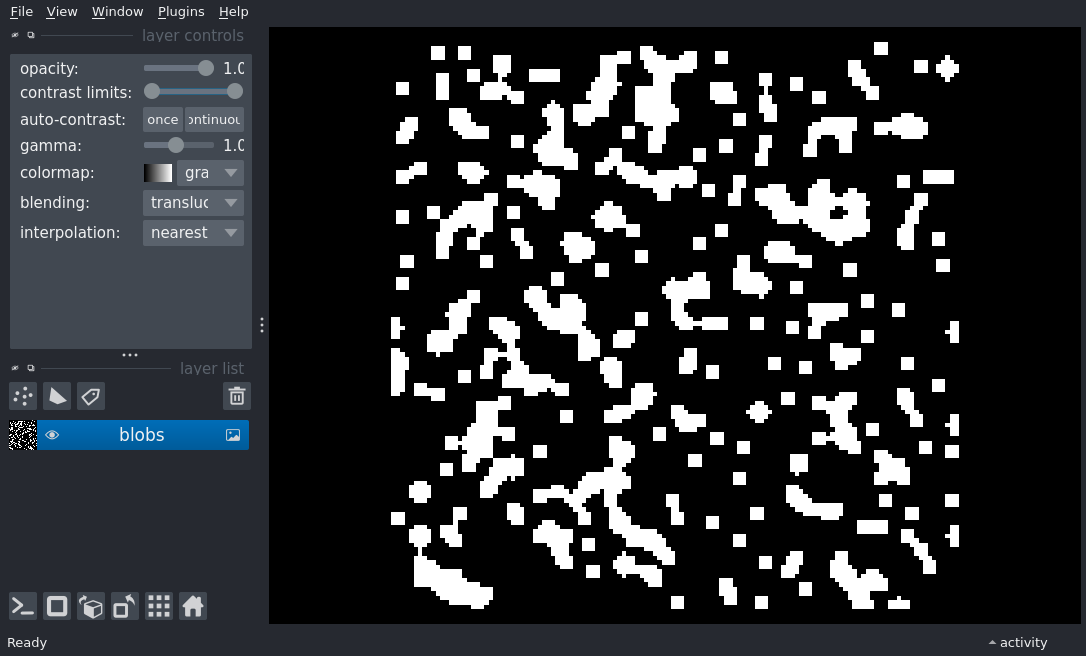 File View Window Plugins Help
layer controls
opacity: 1.0
contrast limits:
auto-contrast: once ontinuou
gamma: 1.0
colormap: gra
blending: transluc
interpolation: nearest
layer list
blobs
Ready activity